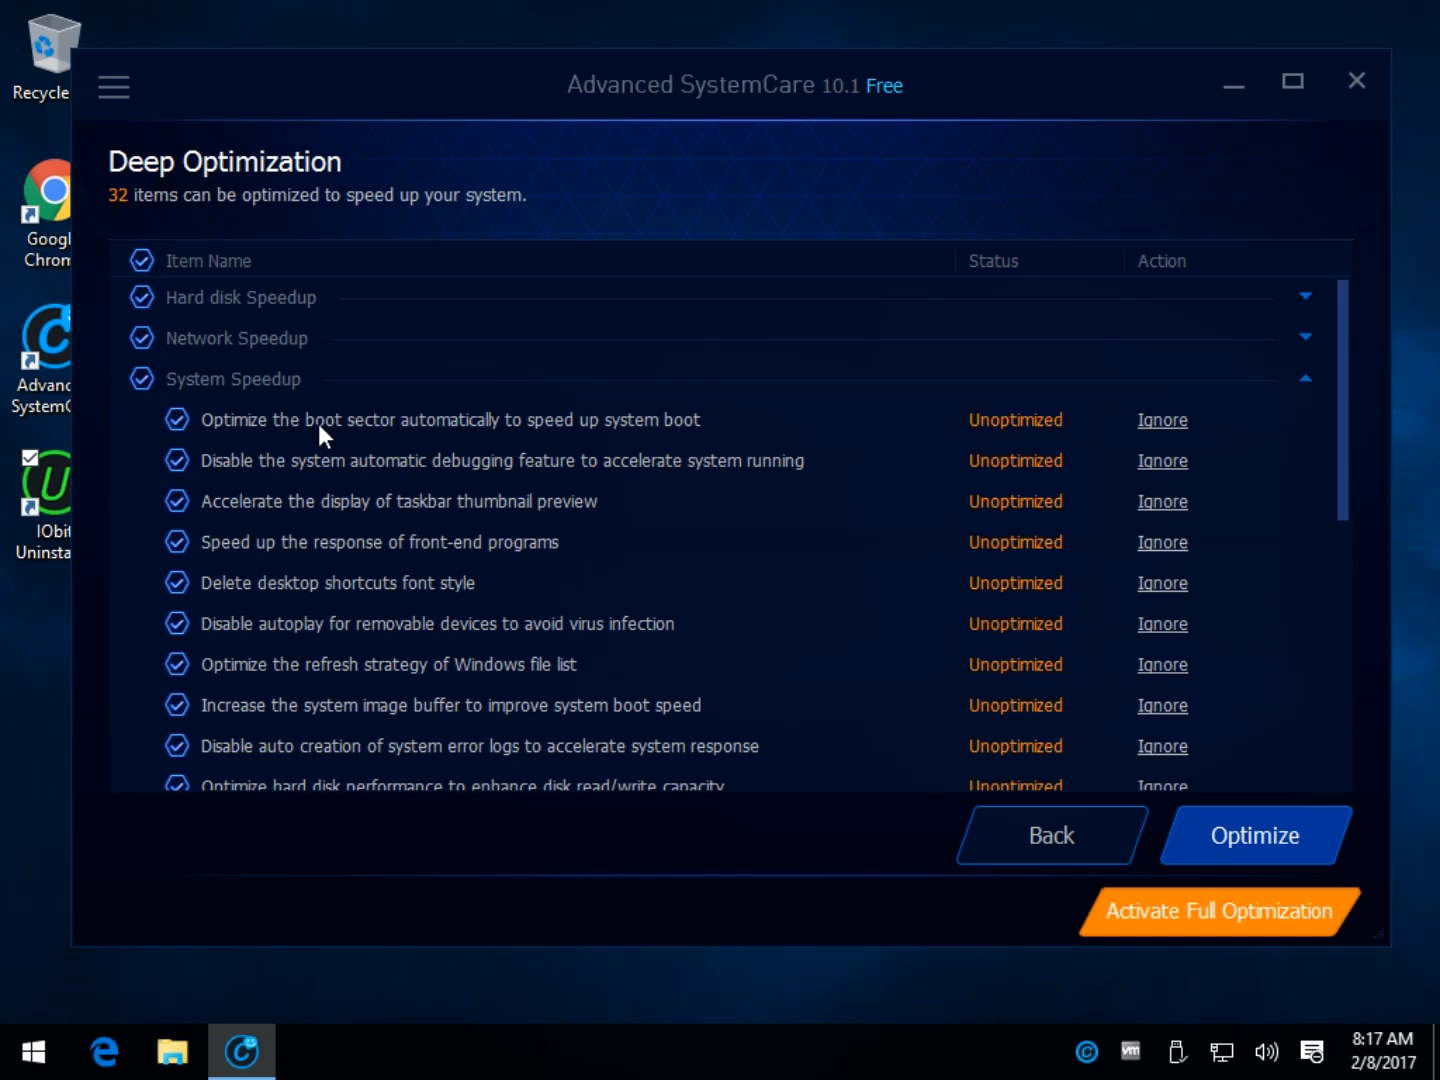 Recycle
Googl
Chrom
Advanc
SystemC
IObit
Uninsta
Advanced SystemCare 10.1 Free
Deep Optimization
32 items can be optimized to speed up your system.
Item Name Status Action
Hard disk Speedup
Network Speedup
System Speedup
Optimize the boot sector automatically to speed up system boot Unoptimized Ignore
Disable the system automatic debugging feature to accelerate system running Unoptimized Ignore
Accelerate the display of taskbar thumbnail preview Unoptimized Ignore
Speed up the response of front-end programs Unoptimized Ignore
Delete desktop shortcuts font style Unoptimized Ignore
Disable autoplay for removable devices to avoid virus infection Unoptimized Ignore
Optimize the refresh strategy of Windows file list Unoptimized Ignore
Increase the system image buffer to improve system boot speed Unoptimized Ignore
Disable auto creation of system error logs to accelerate system response Unoptimized Ignore
Optimize hard disk performance to enhance disk read/write capacity Unoptimized Ignore
Back Optimize
Activate Full Optimization
vm
8:17 AM
2/8/2017